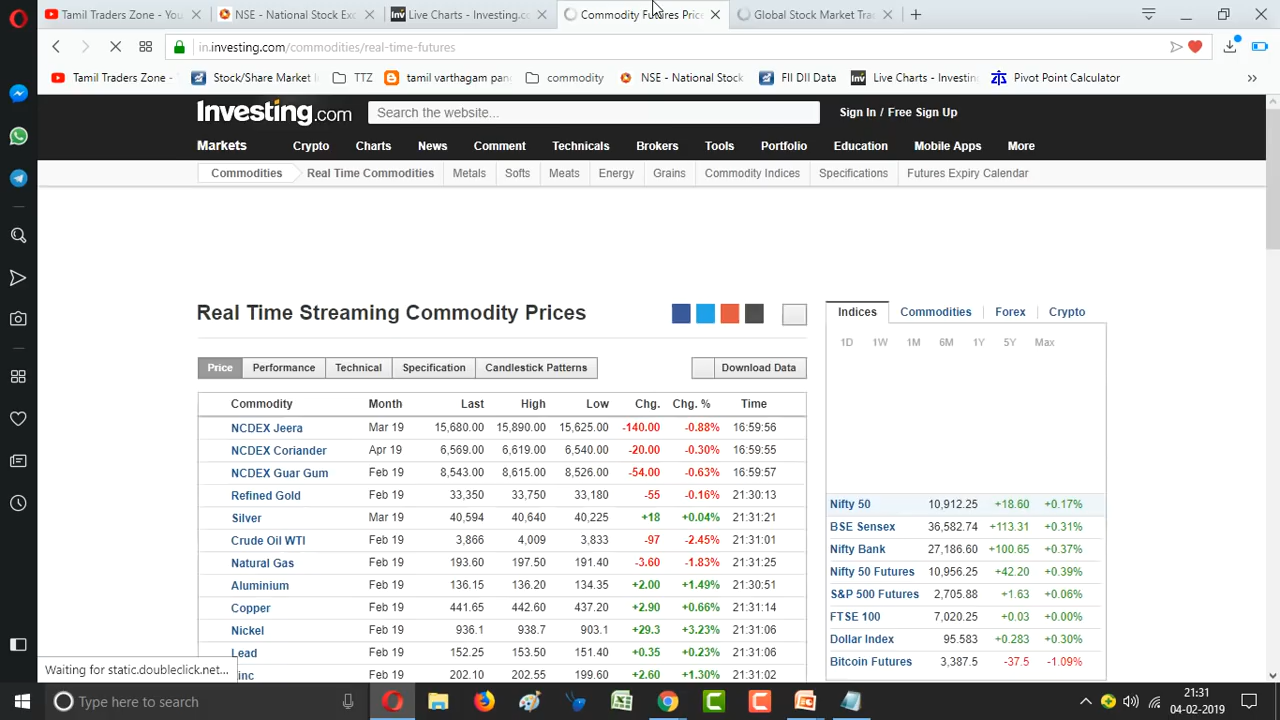 Tamil Traders Zone - You
NSE - National Stock Exc
Live Charts - Investing.co
Commodity Futures Pric
Global Stock Market Tra
in.investing.com/commodities/real-time-futures
Tamil Traders Zone -
Stock/Share Market I
TTZ
tamil varthagam pan
commodity
NSE - National Stock
FII DII Data
Live Charts - Investin
Pivot Point Calculator
Investing.com
Search the website...
Sign In / Free Sign Up
Markets Crypto Charts News Comment Technicals Brokers Tools Portfolio Education Mobile Apps More
Commodities Real Time Commodities Metals Softs Meats Energy Grains Commodity Indices Specifications Futures Expiry Calendar
Real Time Streaming Commodity Prices
Price Performance Technical Specification Candlestick Patterns Download Data
Commodity Month Last High Low Chg. Chg. % Time
NCDEX Jeera Mar 19 15,680.00 15,890.00 15,625.00 -140.00 -0.88% 16:59:56
NCDEX Coriander Apr 19 6,569.00 6,619.00 6,540.00 -20.00 -0.30% 16:59:55
NCDEX Guar Gum Feb 19 8,543.00 8,615.00 8,526.00 -54.00 -0.63% 16:59:57
Refined Gold Feb 19 33,350 33,750 33,180 -55 -0.16% 21:30:13
Silver Mar 19 40,594 40,640 40,225 +18 +0.04% 21:31:21
Crude Oil WTI Feb 19 3,866 4,009 3,833 -97 -2.45% 21:31:01
Natural Gas Feb 19 193.60 197.50 191.40 -3.60 -1.83% 21:31:25
Aluminium Feb 19 136.15 136.20 134.35 +2.00 +1.49% 21:30:51
Copper Feb 19 441.65 442.60 437.20 +2.90 +0.66% 21:31:14
Nickel Feb 19 936.1 938.7 903.1 +29.3 +3.23% 21:31:06
Lead Feb 19 152.25 153.50 151.40 +0.35 +0.23% 21:31:06
inc Feb 19 202.10 202.55 199.60 +2.60 +1.30% 21:31:02
Indices Commodities Forex Crypto
1D 1W 1M 6M 1Y 5Y Max
Nifty 50 10,912.25 +18.60 +0.17%
BSE Sensex 36,582.74 +113.31 +0.31%
Nifty Bank 27,186.60 +100.65 +0.37%
Nifty 50 Futures 10,956.25 +42.20 +0.39%
S&P 500 Futures 2,705.88 +1.63 +0.06%
FTSE 100 7,020.25 +0.03 +0.00%
Dollar Index 95.583 +0.283 +0.30%
Bitcoin Futures 3,387.5 -37.5 -1.09%
Waiting for static.doubleclick.net...
Type here to search
21:31
04-02-2019